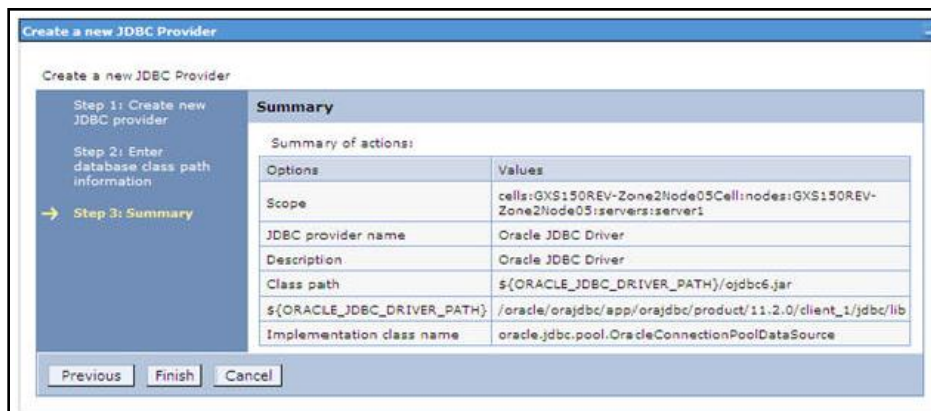 Create a new JDBC Provider
Create a new JDBC Provider
Step 1: Create new
JDBC provider
Step 2: Enter
database class path
information
Step 3: Summary
Summary
Summary of actions:
Options Values
Scope cells:GXS150REV-Zone2Node05Cell:nodes:GXS150REV-
Zone2Node05:servers:server1
JDBC provider name Oracle JDBC Driver
Description Oracle JDBC Driver
Class path ${ORACLE_JDBC_DRIVER_PATH}/ojdbc6.jar
${ORACLE_JDBC_DRIVER_PATH} /oracle/orajdbc/app/orajdbc/product/11.2.0/client_1/jdbc/lib
Implementation class name oracle.jdbc.pool.OracleConnectionPoolDataSource
Previous Finish Cancel